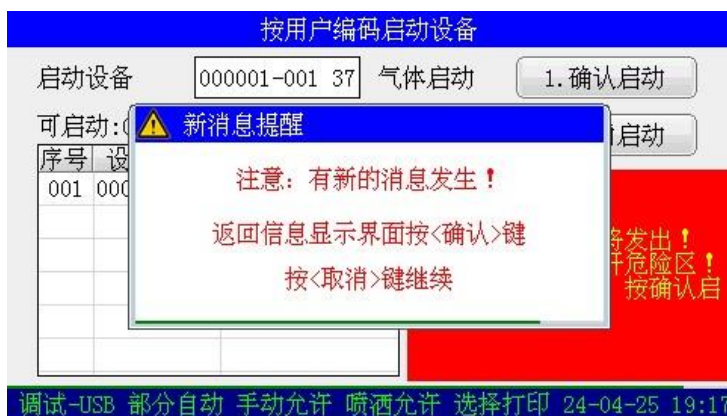 按用户编码启动设备
启动设备 000001-001 37 气体启动 1.确认启动
可启动:
启动
序号 设
001 000
新消息提醒
注意: 有新的消息发生!
返回信息显示界面按<确认>键
按<取消>键继续
发出!
危险区!
按确认启
调试-USB 部分自动 手动允许 喷洒允许 选择打印 24-04-25 19:1